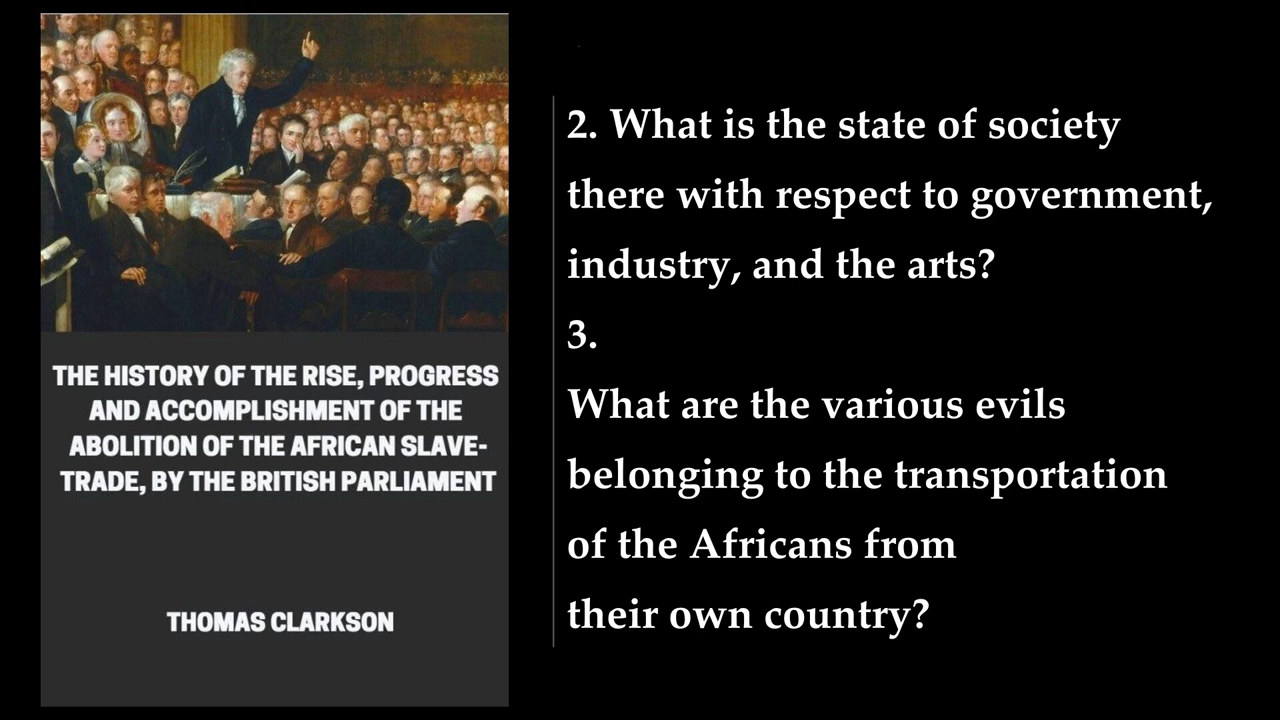 THE HISTORY OF THE RISE, PROGRESS
AND ACCOMPLISHMENT OF THE
ABOLITION OF THE AFRICAN SLAVE-
TRADE, BY THE BRITISH PARLIAMENT
THOMAS CLARKSON
2. What is the state of society
there with respect to government,
industry, and the arts?
3.
What are the various evils
belonging to the transportation
of the Africans from
their own country?